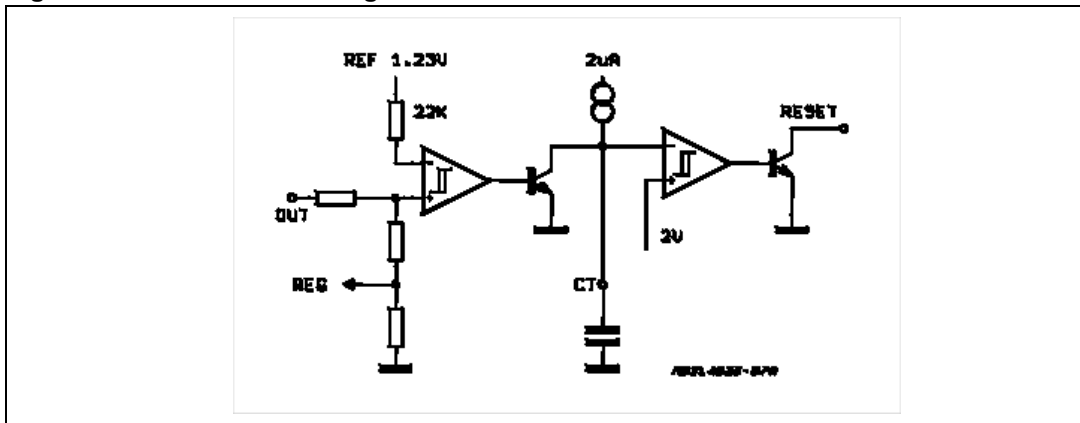 REF 1.23V
2uA
22K
RESET
OUT
2V
REG
CT